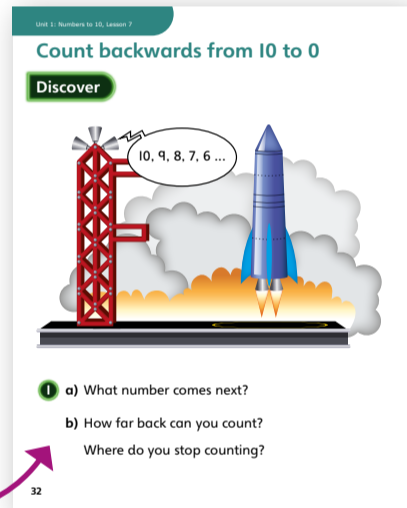 Unit 1: Numbers to 10, Lesson 7
Count backwards from 10 to 0
Discover
10, 9, 8, 7, 6 ...
1 a) What number comes next?
b) How far back can you count?
Where do you stop counting?
32